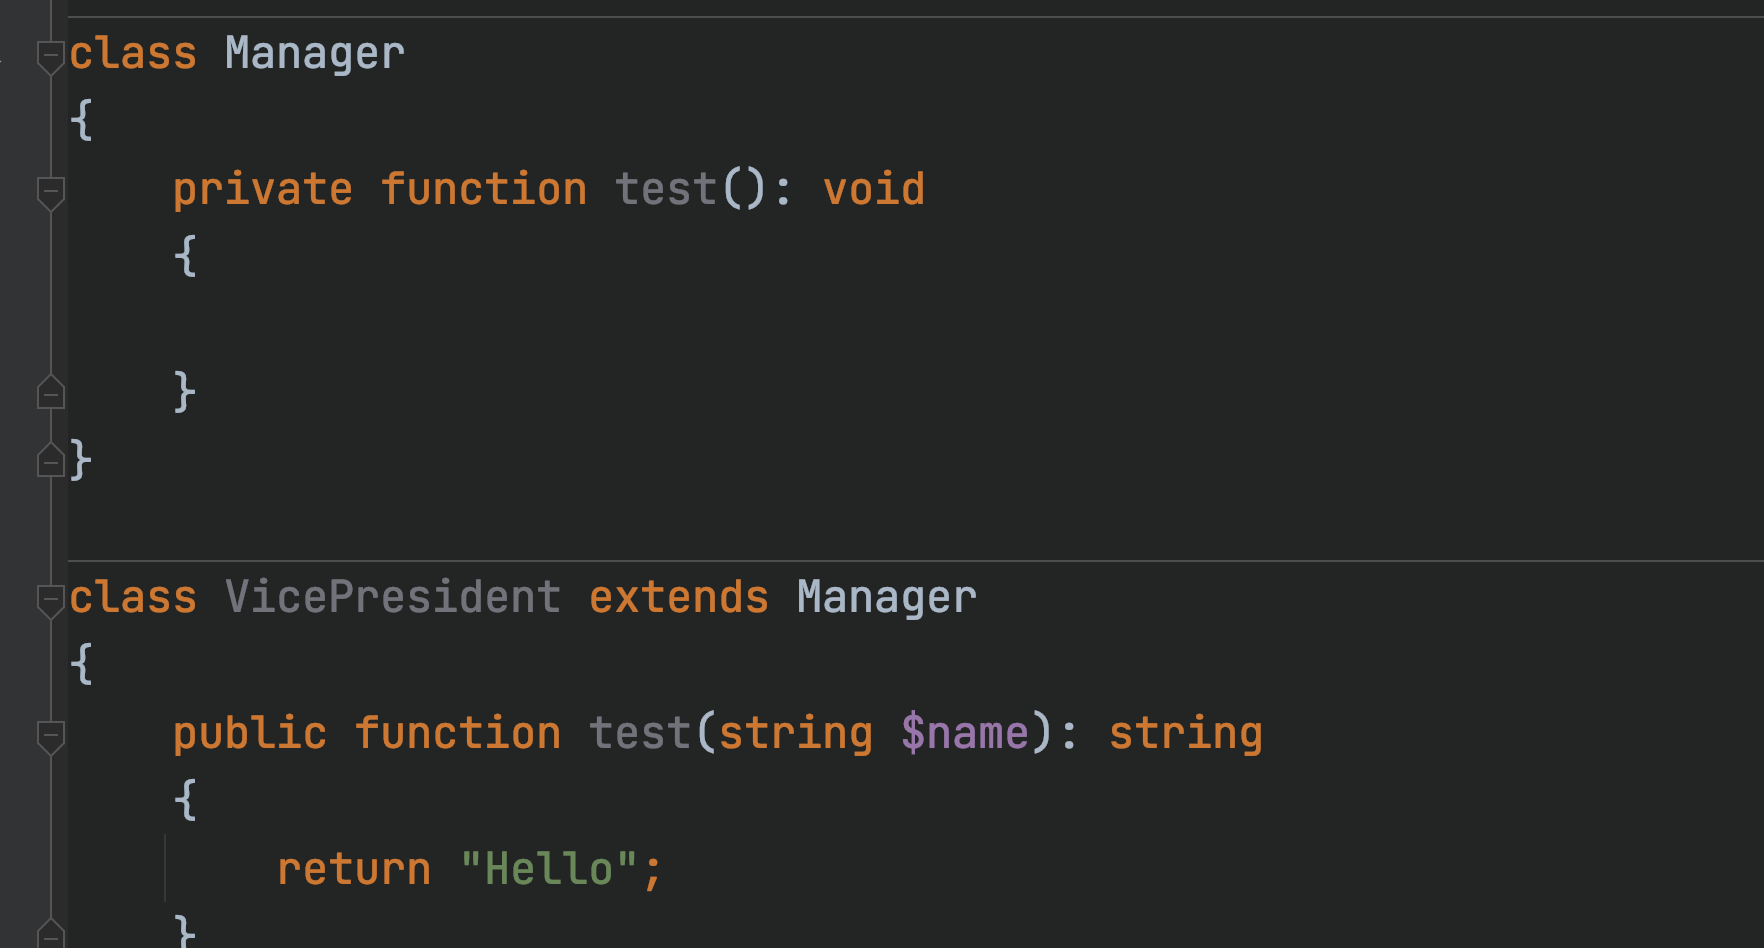 class Manager
{
    private function test(): void
    {

    }
}

class VicePresident extends Manager
{
    public function test(string $name): string
    {
        return "Hello";
    }